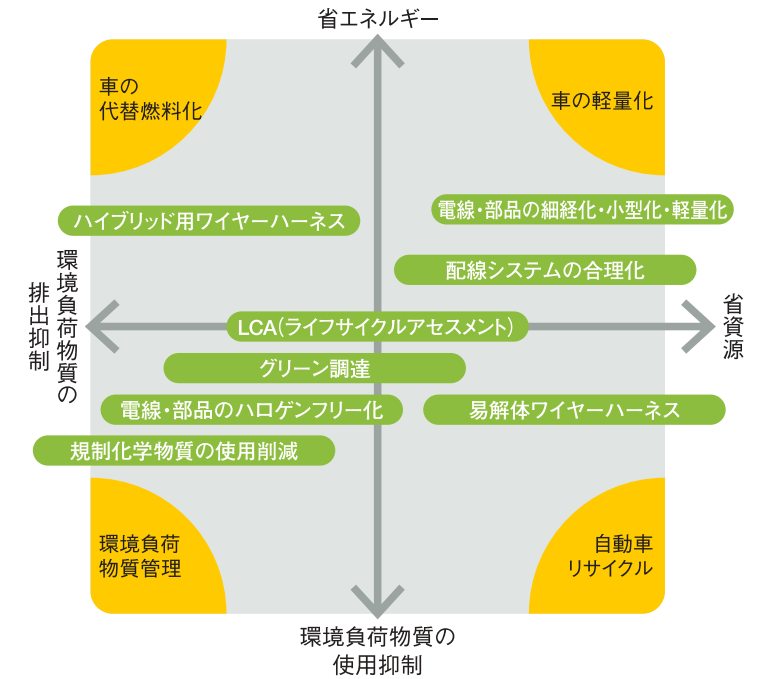 省エネルギー
車の
代替燃料化
車の軽量化
電線・部品の細経化・小型化・軽量化
ハイブリッド用ワイヤーハーネス
配線システムの合理化
環境負荷物質の
排出抑制
LCA(ライフサイクルアセスメント)
省資源
グリーン調達
電線・部品のハロゲンフリー化
易解体ワイヤーハーネス
規制化学物質の使用削減
環境負荷
物質管理
自動車
リサイクル
環境負荷物質の
使用抑制